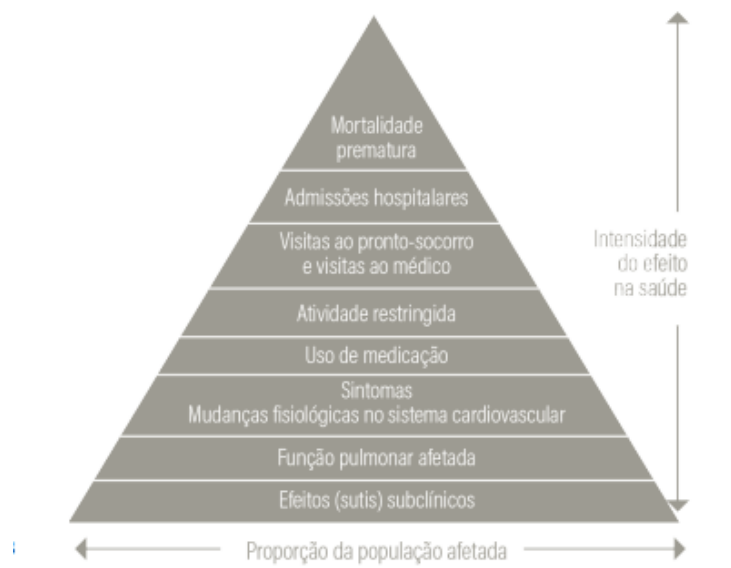 Mortalidade
prematura
Admissões hospitalares
Visitas ao pronto-socorro
e visitas ao médico
Atividade restringida
Uso de medicação
Sintomas
Mudanças fisiológicas no sistema cardiovascular
Função pulmonar afetada
Efeitos (sutis) subclínicos
Intensidade
do efeito
na saúde
Proporção da população afetada